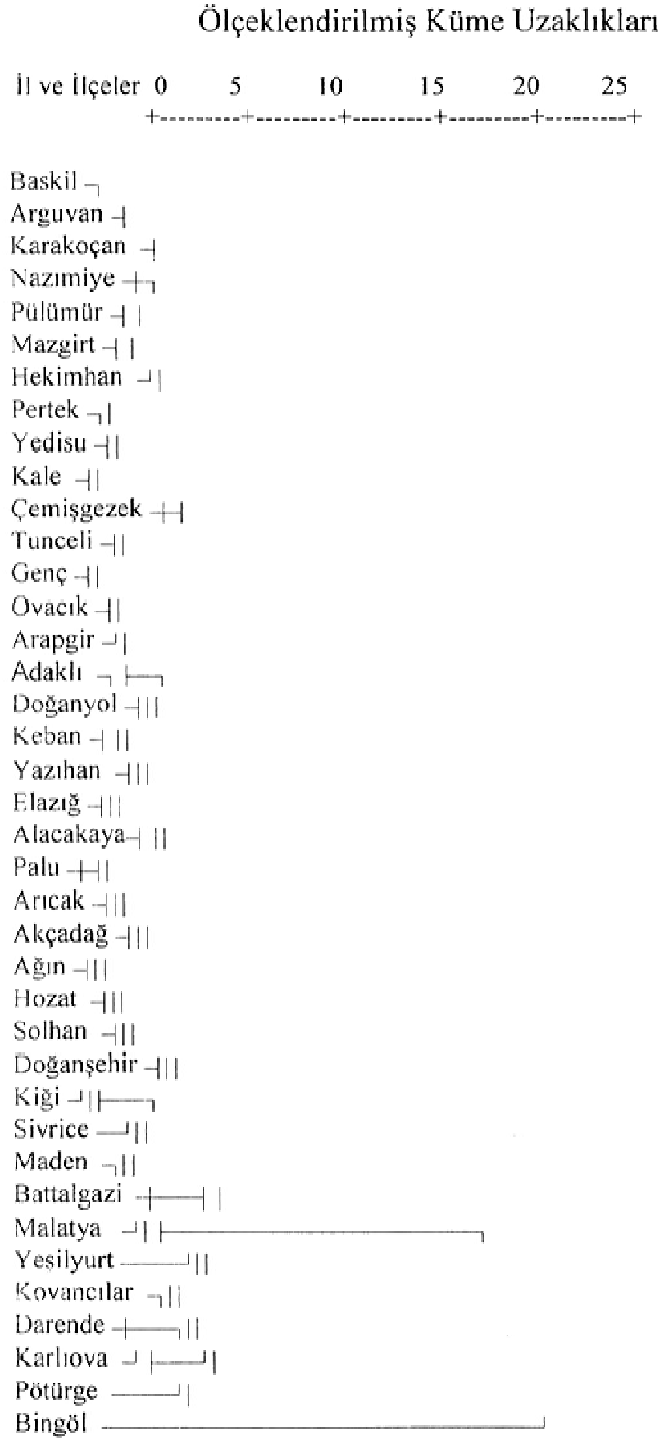 Ölçeklendirilmiş Küme Uzaklıkları
İl ve İlçeler 0 5 10 15 20 25
Baskil
Arguvan
Karakoçan
Nazımiye
Pülümür
Mazgirt
Hekimhan
Pertek
Yedisu
Kale
Çemişgezek
Tunceli
Genç
Ovacık
Arapgir
Adaklı
Doğanyol
Keban
Yazıhan
Elazığ
Alacakaya
Palu
Arıcak
Akçadağ
Ağın
Hozat
Solhan
Doğanşehir
Kiği
Sivrice
Maden
Battalgazi
Malatya
Yeşilyurt
Kovancılar
Darende
Karlıova
Pötürge
Bingöl